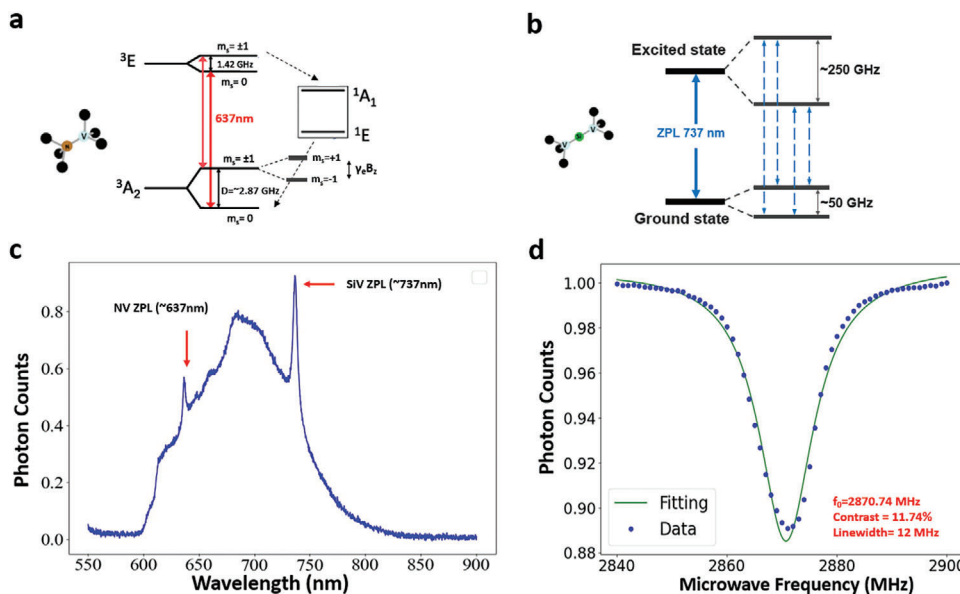 a
³E
mₛ= ±1
1.42 GHz
mₛ= 0
637nm
¹A₁
¹E
³A₂
mₛ= ±1
D=~2.87 GHz
mₛ= 0
mₛ=+1
mₛ=-1
γₑB𝓏
N
V
b
Excited state
ZPL 737 nm
Ground state
~250 GHz
~50 GHz
V
Si
V
c
NV ZPL (~637nm)
SiV ZPL (~737nm)
Photon Counts
0.8
0.6
0.4
0.2
0.0
550
600
650
700
750
800
850
900
Wavelength (nm)
d
Photon Counts
1.00
0.98
0.96
0.94
0.92
0.90
0.88
Fitting
Data
f₀=2870.74 MHz
Contrast = 11.74%
Linewidth= 12 MHz
2840
2860
2880
2900
Microwave Frequency (MHz)